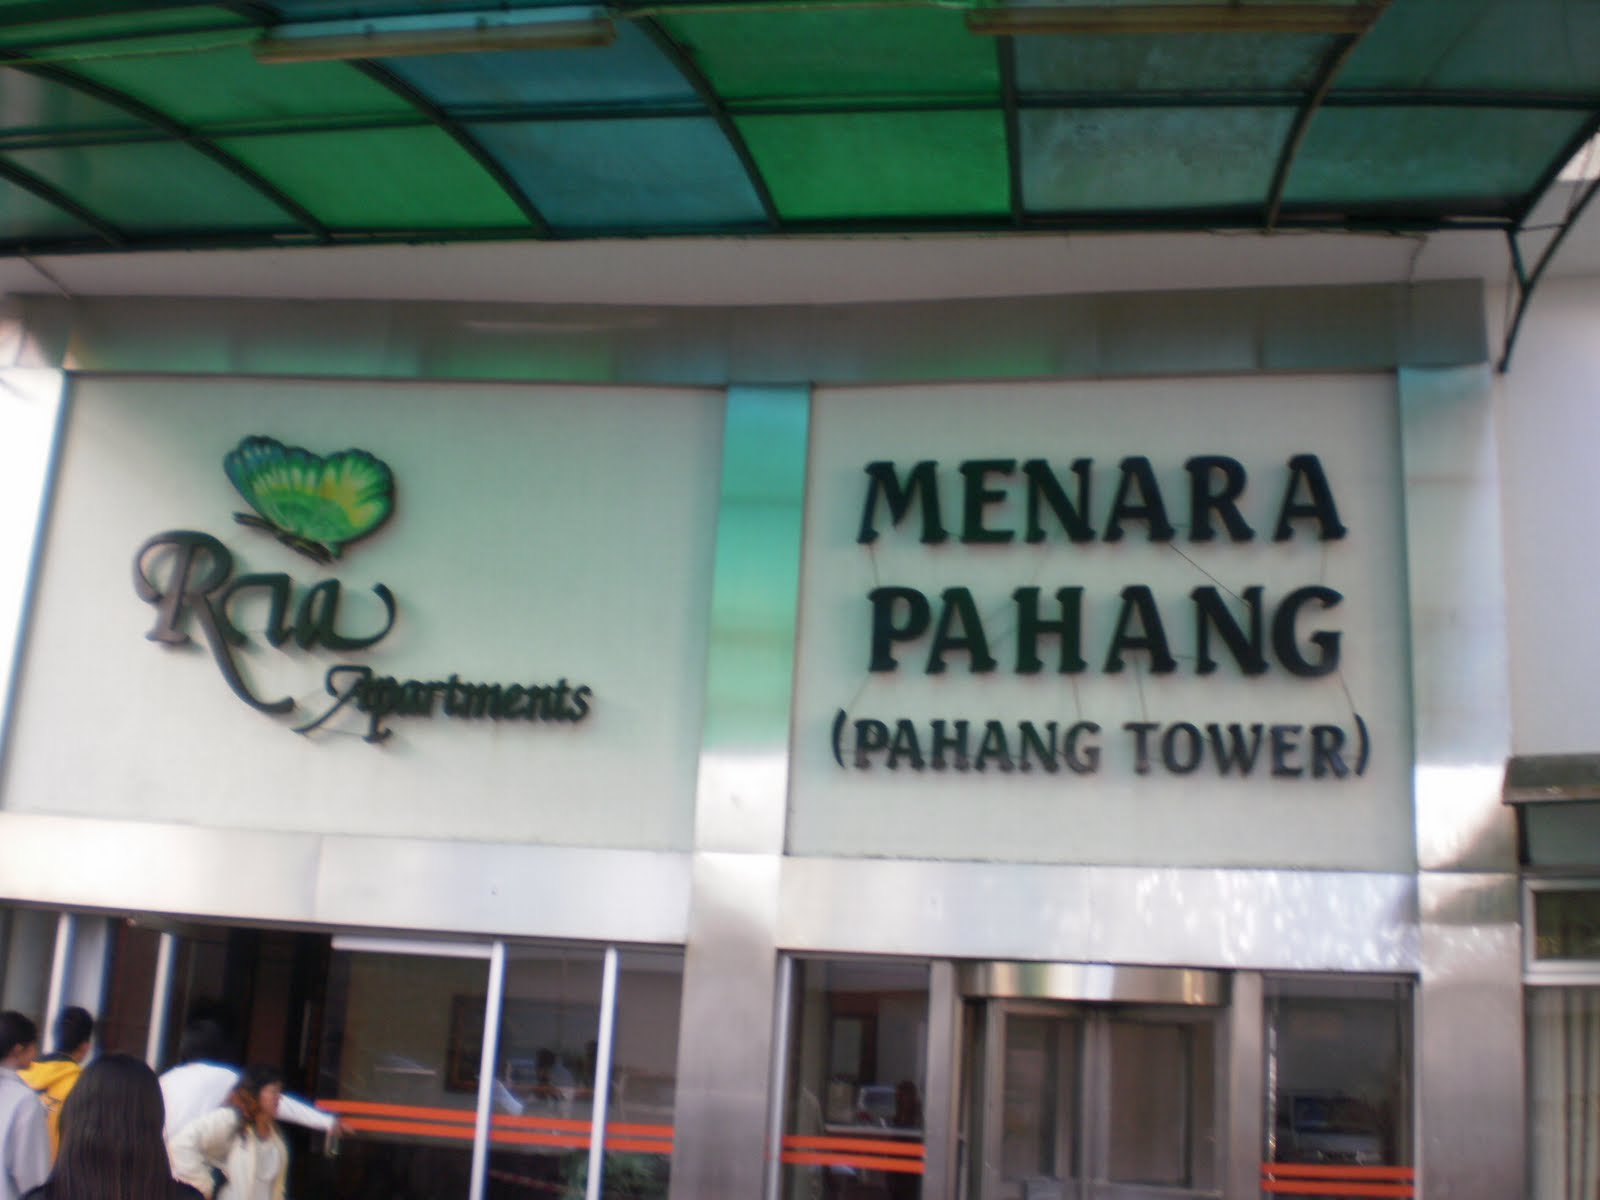 Ria
Apartments
MENARA
PAHANG
(PAHANG TOWER)